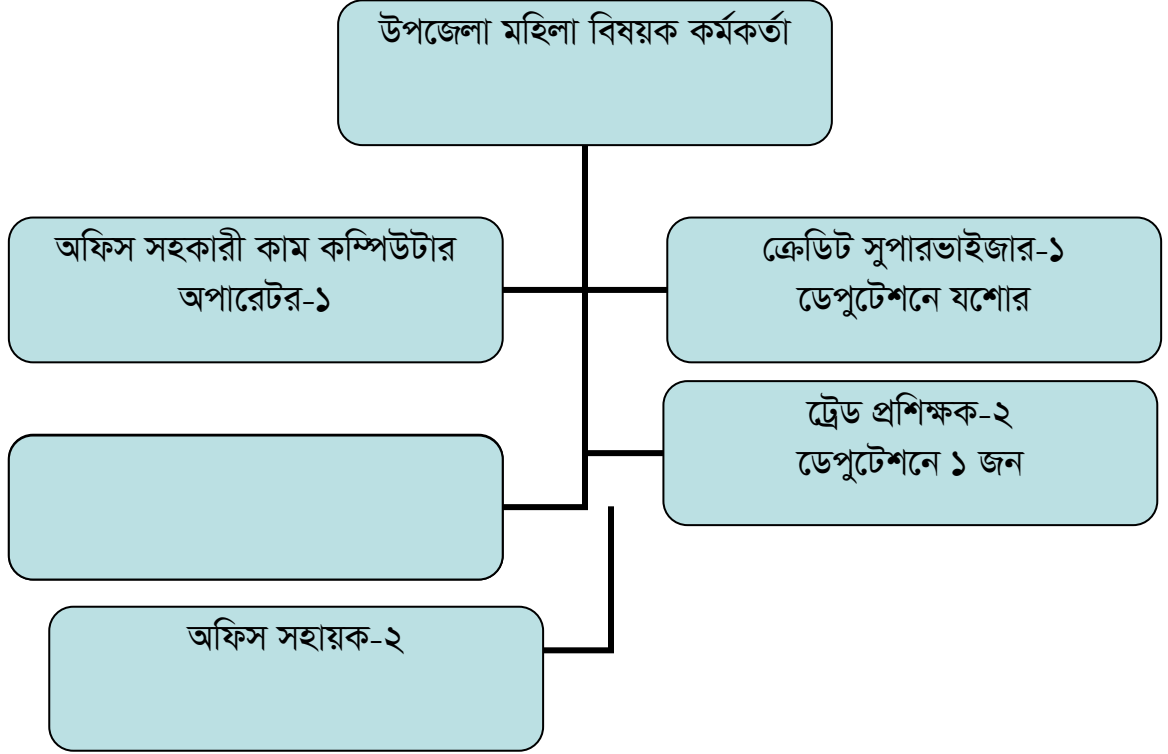 উপজেলা মহিলা বিষয়ক কর্মকর্তা
অফিস সহকারী কাম কম্পিউটার
অপারেটর-১
ক্রেডিট সুপারভাইজার-১
ডেপুটেশনে যশোর
ট্রেড প্রশিক্ষক-২
ডেপুটেশনে ১ জন
অফিস সহায়ক-২